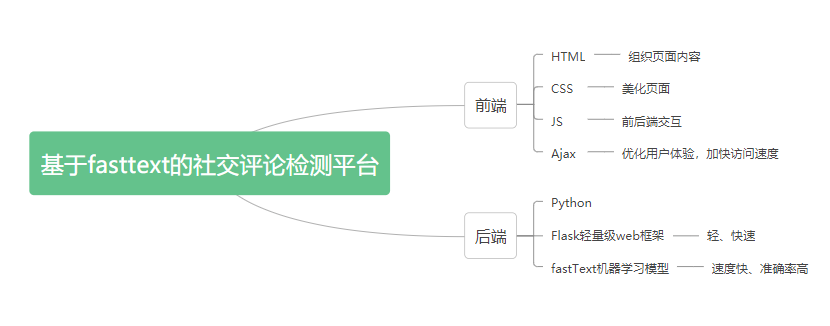 基于fasttext的社交评论检测平台
前端
HTML
组织页面内容
CSS
美化页面
JS
前后端交互
Ajax
优化用户体验，加快访问速度
后端
Python
Flask轻量级web框架
轻、快速
fastText机器学习模型
速度快、准确率高